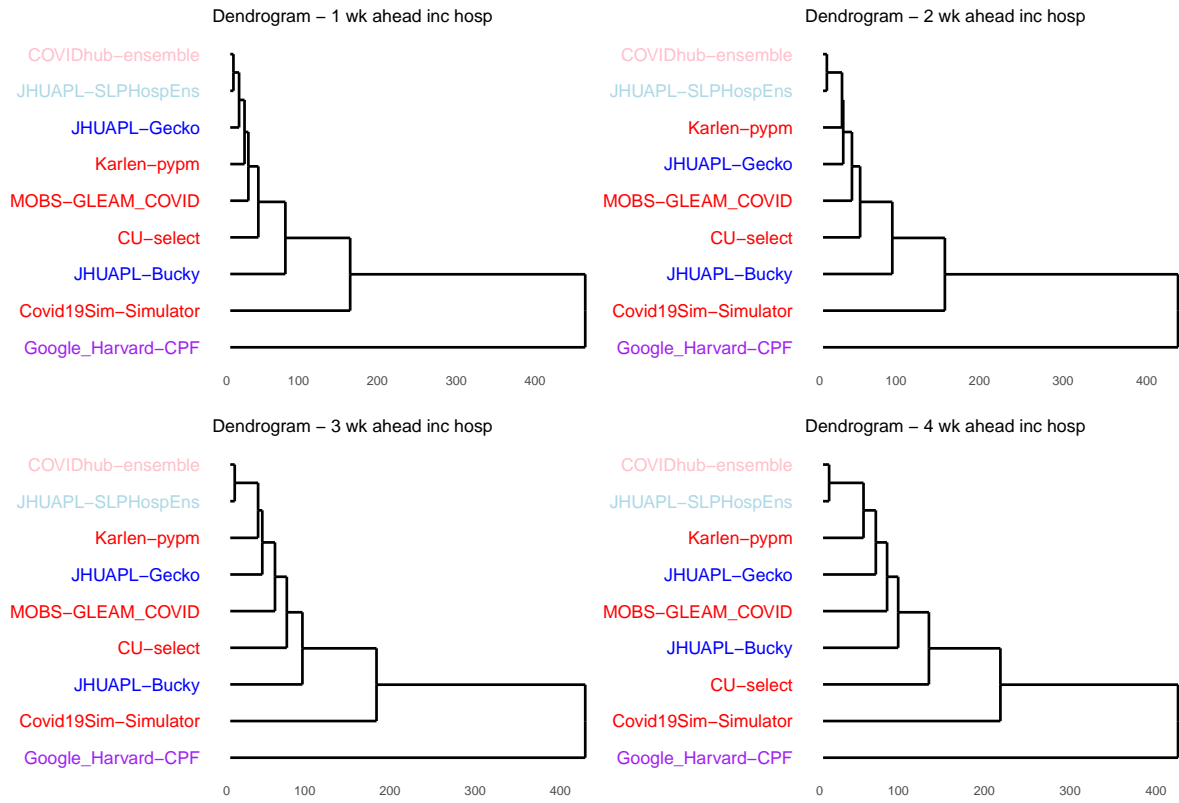 Dendrogram − 1 wk ahead inc hosp
COVIDhub−ensemble
JHUAPL−SLPHospEns
JHUAPL−Gecko
Karlen−pypm
MOBS−GLEAM_COVID
CU−select
JHUAPL−Bucky
Covid19Sim−Simulator
Google_Harvard−CPF
0 100 200 300 400
Dendrogram − 2 wk ahead inc hosp
COVIDhub−ensemble
JHUAPL−SLPHospEns
Karlen−pypm
JHUAPL−Gecko
MOBS−GLEAM_COVID
CU−select
JHUAPL−Bucky
Covid19Sim−Simulator
Google_Harvard−CPF
0 100 200 300 400
Dendrogram − 3 wk ahead inc hosp
COVIDhub−ensemble
JHUAPL−SLPHospEns
Karlen−pypm
JHUAPL−Gecko
MOBS−GLEAM_COVID
CU−select
JHUAPL−Bucky
Covid19Sim−Simulator
Google_Harvard−CPF
0 100 200 300 400
Dendrogram − 4 wk ahead inc hosp
COVIDhub−ensemble
JHUAPL−SLPHospEns
Karlen−pypm
JHUAPL−Gecko
MOBS−GLEAM_COVID
JHUAPL−Bucky
CU−select
Covid19Sim−Simulator
Google_Harvard−CPF
0 100 200 300 400